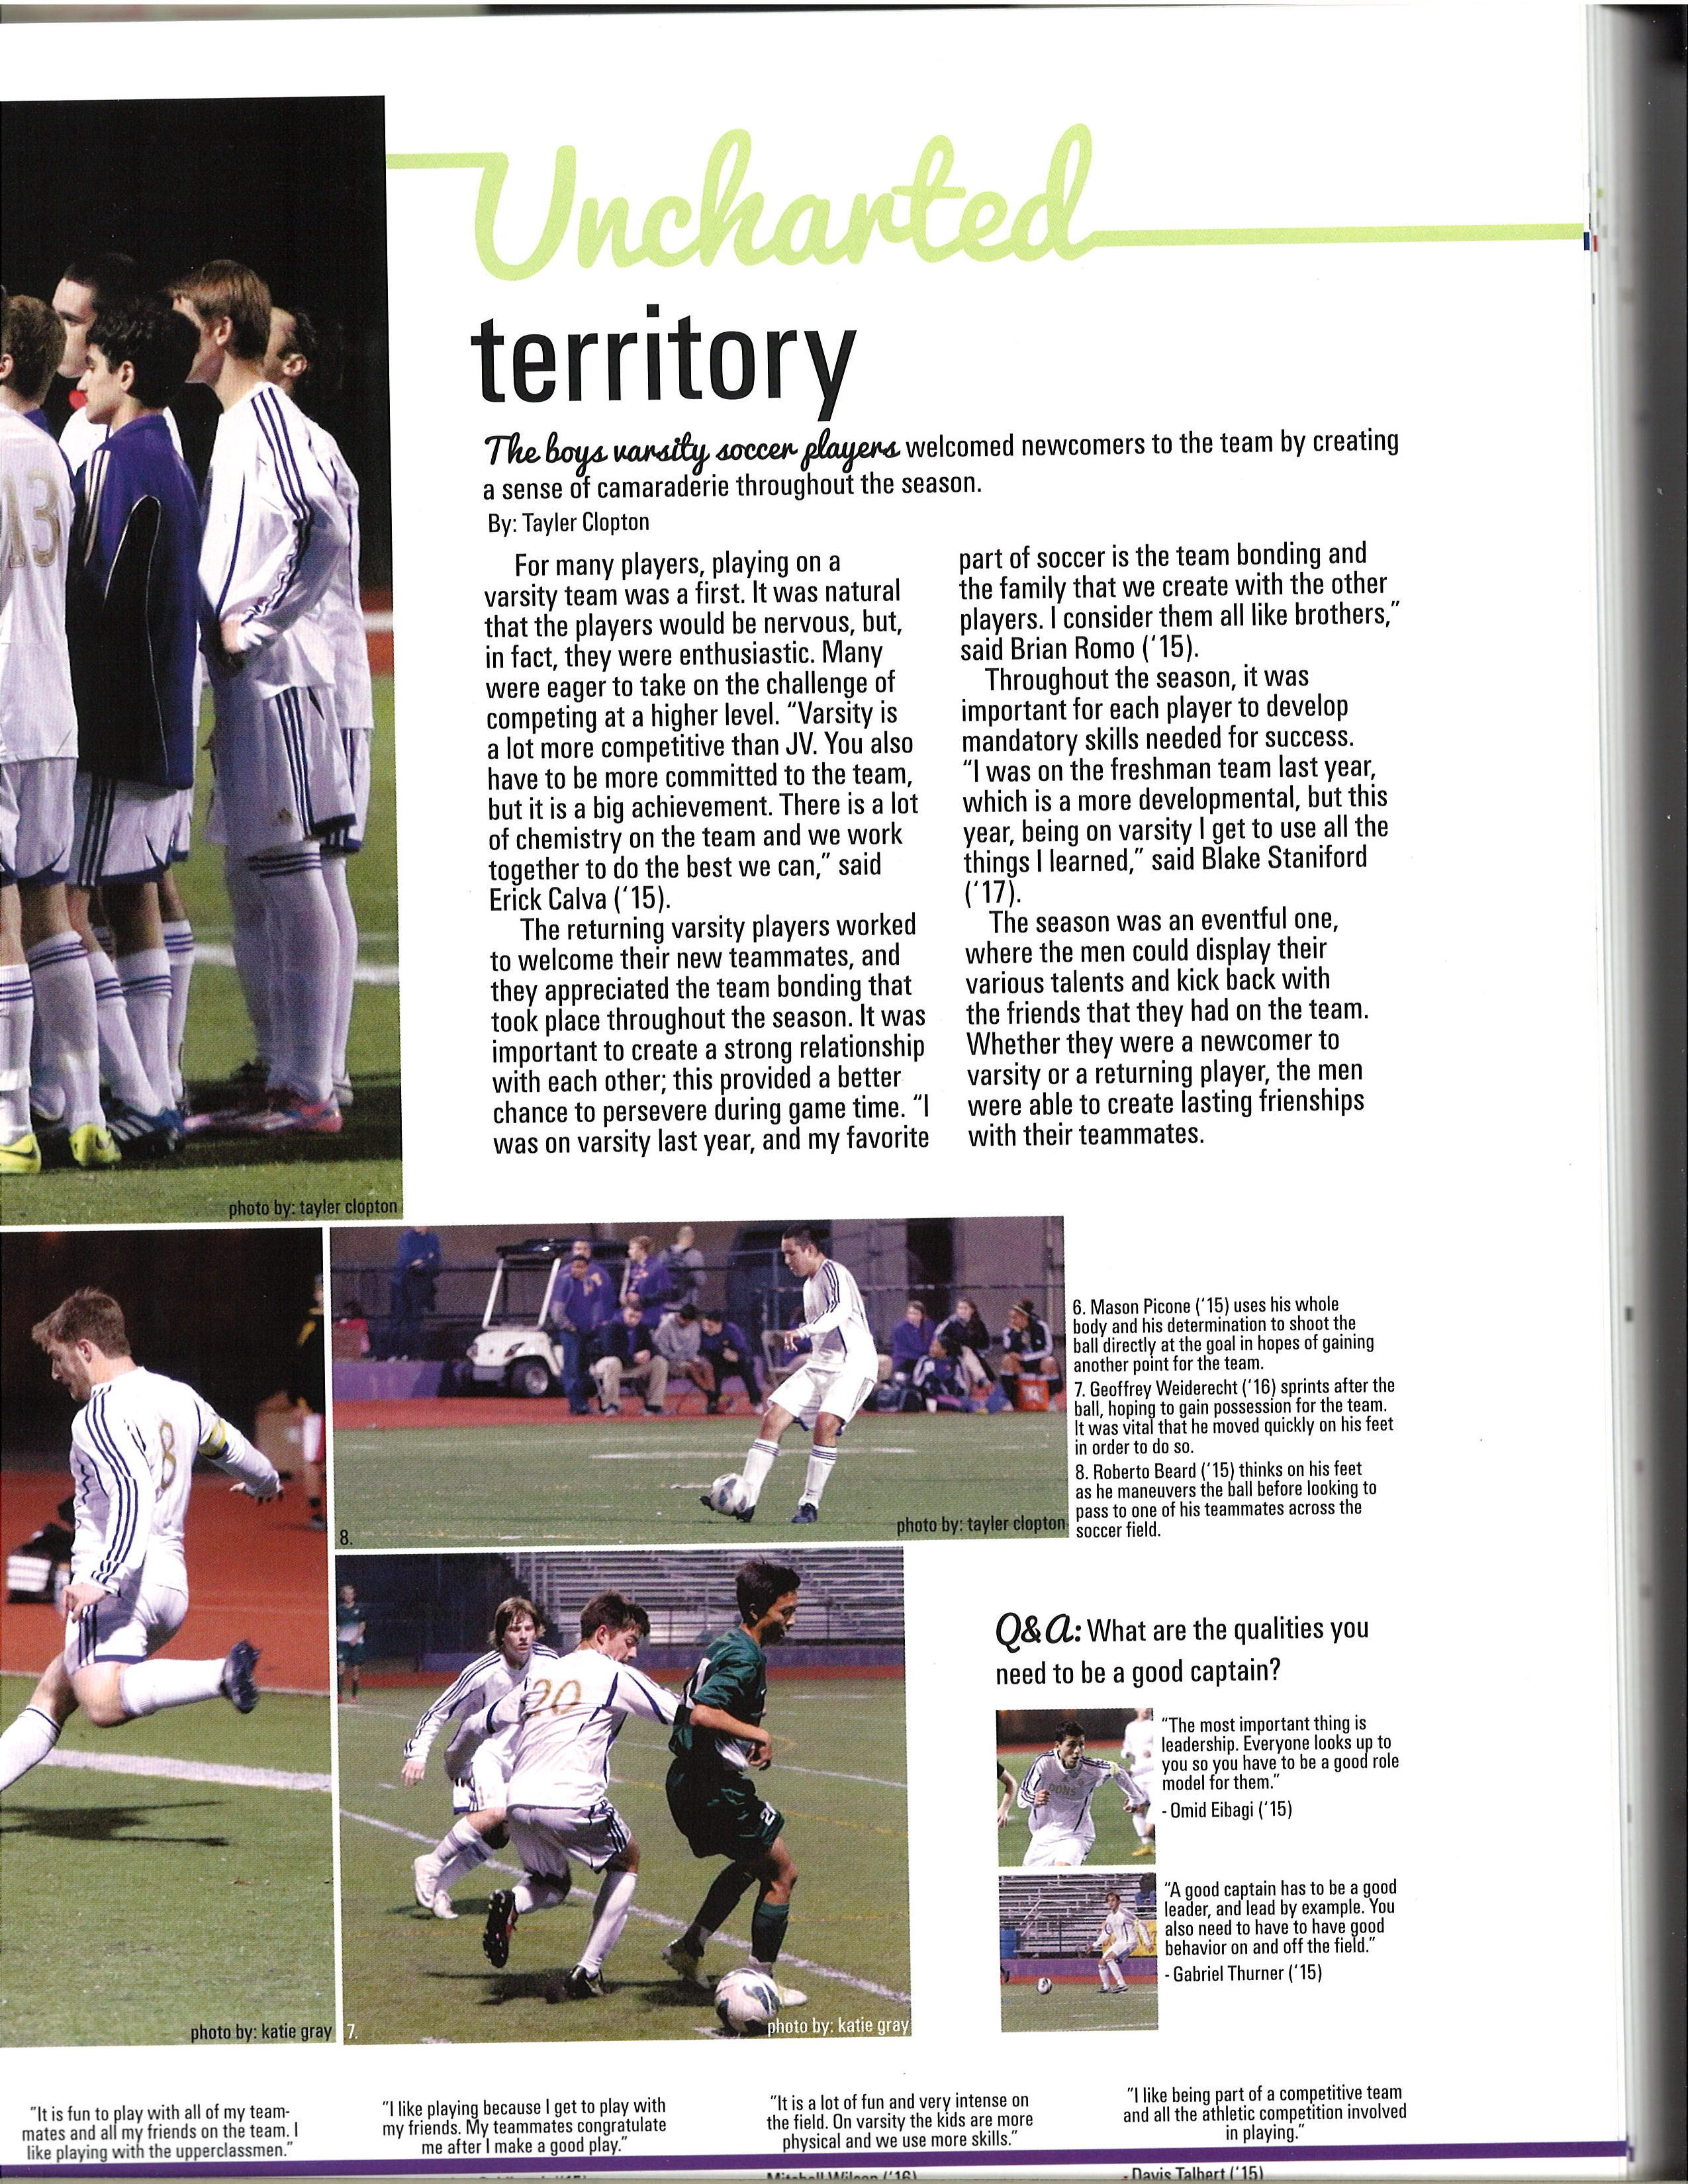 Uncharted
territory
The boys varsity soccer players welcomed newcomers to the team by creating
a sense of camaraderie throughout the season.
By: Tayler Clopton
For many players, playing on a
varsity team was a first. It was natural
that the players would be nervous, but,
in fact, they were enthusiastic. Many
were eager to take on the challenge of
competing at a higher level. “Varsity is
a lot more competitive than JV. You also
have to be more committed to the team,
but it is a big achievement. There is a lot
of chemistry on the team and we work
together to do the best we can,” said
Erick Calva (‘15).
The returning varsity players worked
to welcome their new teammates, and
they appreciated the team bonding that
took place throughout the season. It was
important to create a strong relationship
with each other; this provided a better
chance to persevere during game time. “I
was on varsity last year, and my favorite
part of soccer is the team bonding and
the family that we create with the other
players. I consider them all like brothers,”
said Brian Romo (‘15).
Throughout the season, it was
important for each player to develop
mandatory skills needed for success.
“I was on the freshman team last year,
which is a more developmental, but this
year, being on varsity I get to use all the
things I learned,” said Blake Staniford
(‘17).
The season was an eventful one,
where the men could display their
various talents and kick back with
the friends that they had on the team.
Whether they were a newcomer to
varsity or a returning player, the men
were able to create lasting frienships
with their teammates.
13
photo by: tayler clopton
8
photo by: katie gray
8.
photo by: tayler clopton
6. Mason Picone (‘15) uses his whole
body and his determination to shoot the
ball directly at the goal in hopes of gaining
another point for the team.
7. Geoffrey Weiderecht (‘16) sprints after the
ball, hoping to gain possession for the team.
It was vital that he moved quickly on his feet
in order to do so.
8. Roberto Beard (‘15) thinks on his feet
as he maneuvers the ball before looking to
pass to one of his teammates across the
soccer field.
20
7.
photo by: katie gray
Q&A: What are the qualities you
need to be a good captain?
“The most important thing is
leadership. Everyone looks up to
you so you have to be a good role
model for them.”
- Omid Eibagi (‘15)
DONS
“A good captain has to be a good
leader, and lead by example. You
also need to have to have good
behavior on and off the field.”
- Gabriel Thurner (‘15)
“It is fun to play with all of my team-
mates and all my friends on the team. I
like playing with the upperclassmen.”
“I like playing because I get to play with
my friends. My teammates congratulate
me after I make a good play.”
“It is a lot of fun and very intense on
the field. On varsity the kids are more
physical and we use more skills.”
Mitchell Wilson (‘16)
“I like being part of a competitive team
and all the athletic competition involved
in playing.”
- Davis Talbert (‘15)